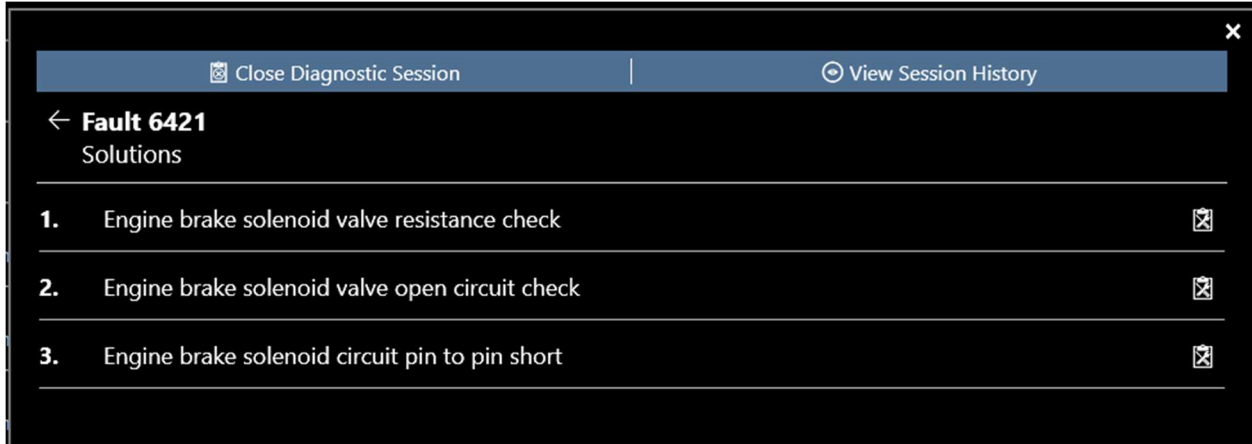 Close Diagnostic Session
View Session History
Fault 6421
Solutions
1. Engine brake solenoid valve resistance check
2. Engine brake solenoid valve open circuit check
3. Engine brake solenoid circuit pin to pin short